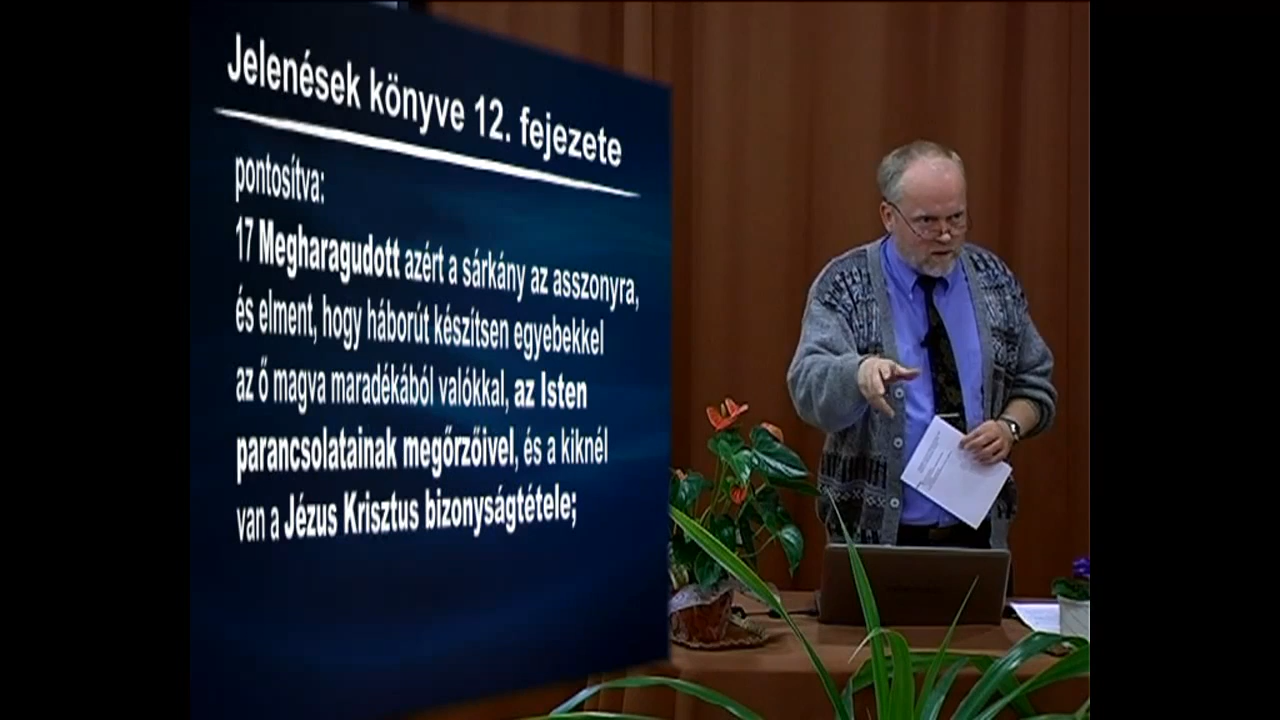 Jelenések könyve 12. fejezete
pontosítva:
17 Megharagudott azért a sárkány az asszonyra,
és elment, hogy háborút készítsen egyebekkel
az ő magva maradékából valókkal, az Isten
parancsolatainak megőrzőivel, és a kiknél
van a Jézus Krisztus bizonyságtétele;